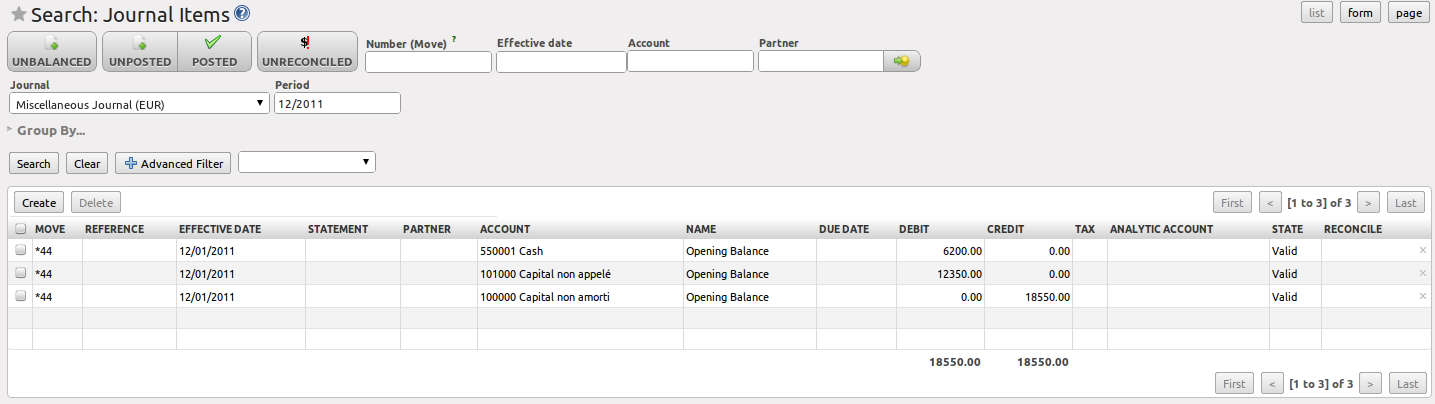 Search: Journal Items ?
list form page
UNBALANCED UNPOSTED POSTED UNRECONCILED
Number (Move) ? Effective date Account Partner
Journal Period
Miscellaneous Journal (EUR) 12/2011
> Group By...
Search Clear Advanced Filter
Create Delete First < [1 to 3] of 3 > Last
MOVE REFERENCE EFFECTIVE DATE STATEMENT PARTNER ACCOUNT NAME DUE DATE DEBIT CREDIT TAX ANALYTIC ACCOUNT STATE RECONCILE
*44 12/01/2011 550001 Cash Opening Balance 6200.00 0.00 Valid ×
*44 12/01/2011 101000 Capital non appelé Opening Balance 12350.00 0.00 Valid ×
*44 12/01/2011 100000 Capital non amorti Opening Balance 0.00 18550.00 Valid ×
18550.00 18550.00
First < [1 to 3] of 3 > Last